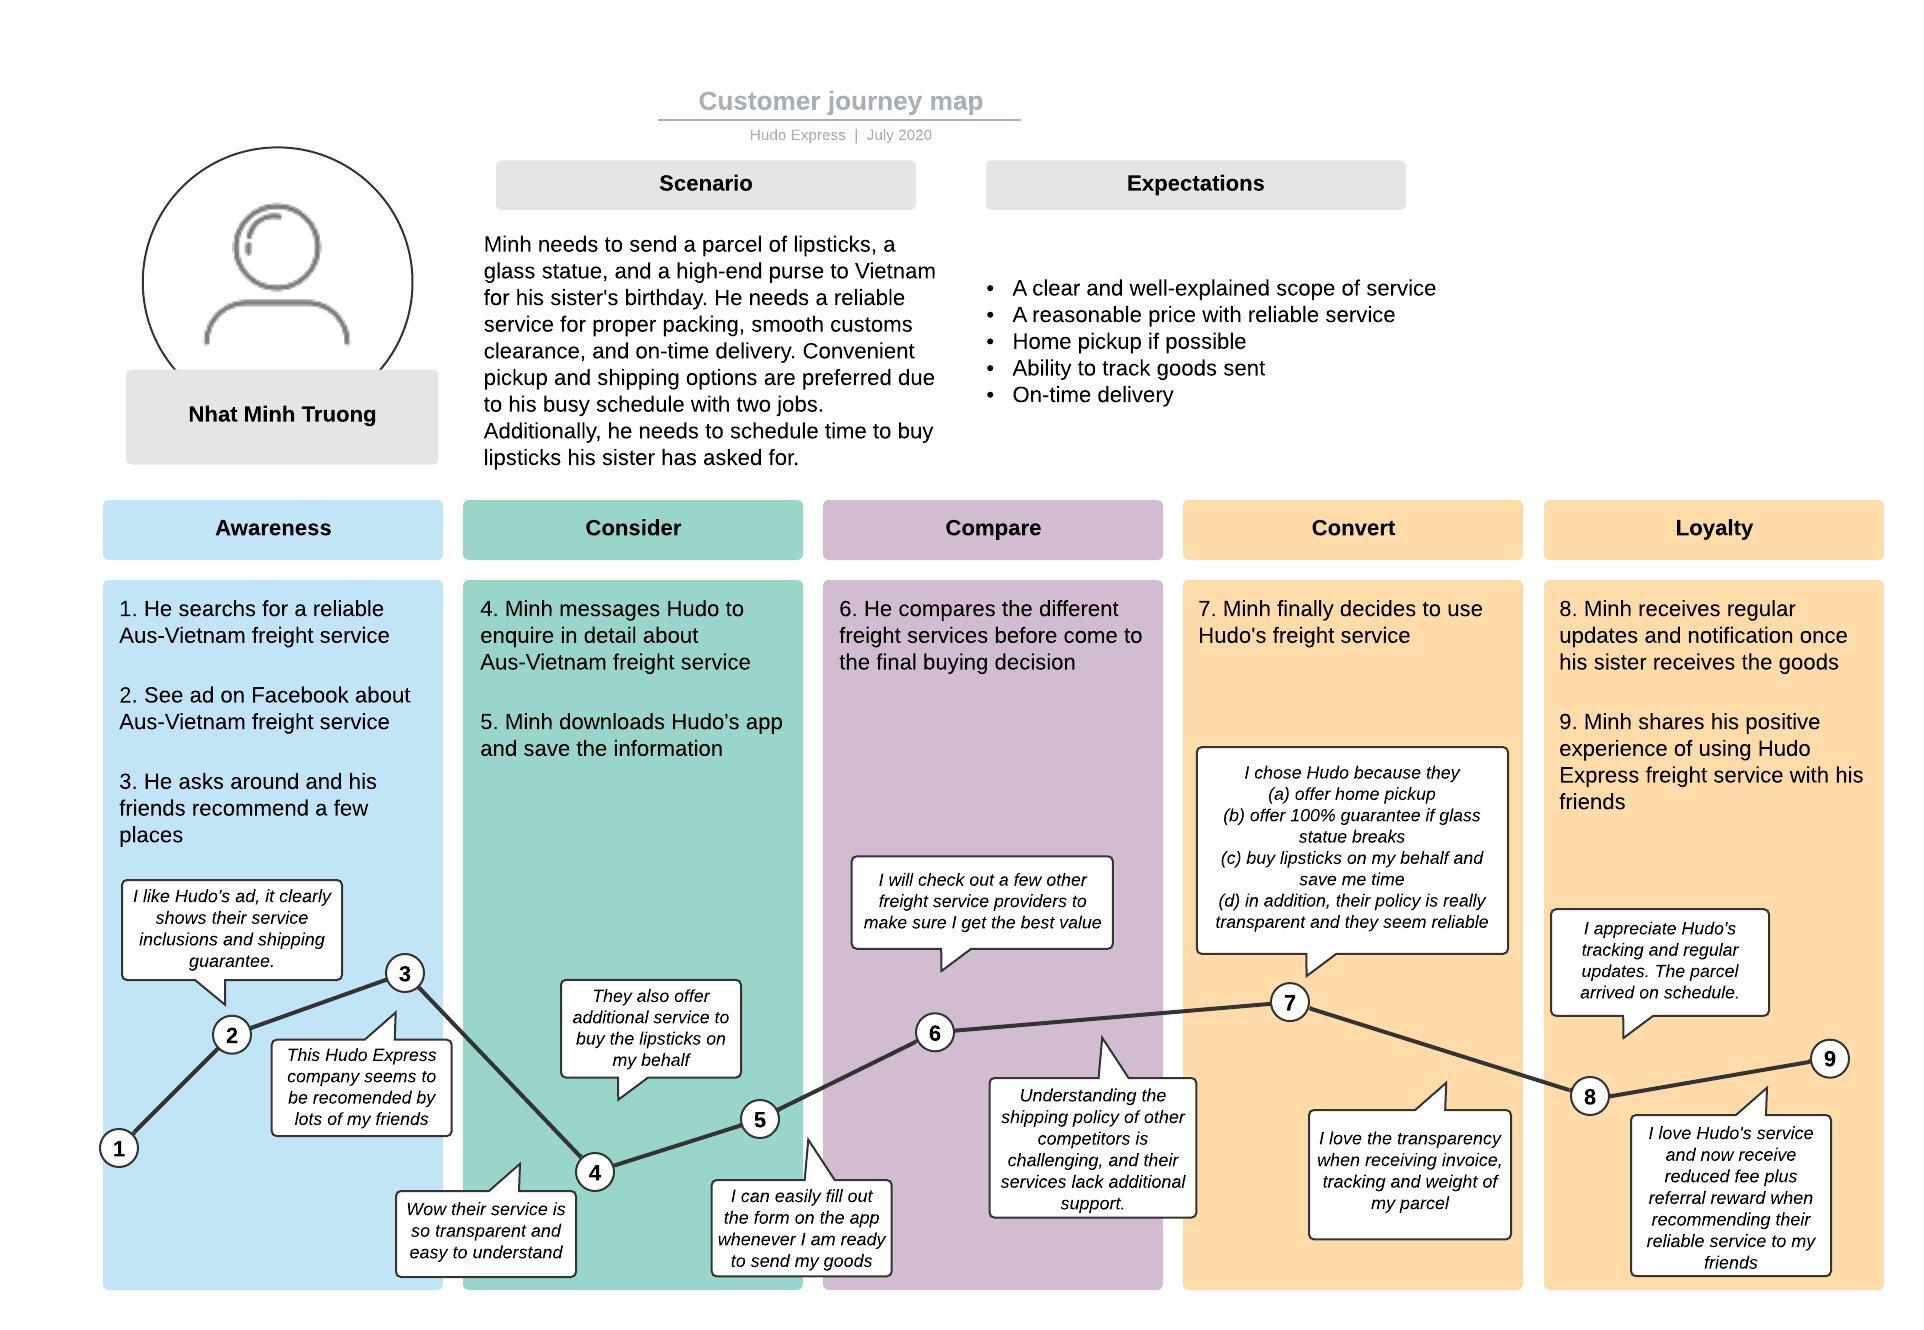 Customer journey map
Hudo Express | July 2020
Nhat Minh Truong
Scenario
Minh needs to send a parcel of lipsticks, a
glass statue, and a high-end purse to Vietnam
for his sister's birthday. He needs a reliable
service for proper packing, smooth customs
clearance, and on-time delivery. Convenient
pickup and shipping options are preferred due
to his busy schedule with two jobs.
Additionally, he needs to schedule time to buy
lipsticks his sister has asked for.
Expectations
• A clear and well-explained scope of service
• A reasonable price with reliable service
• Home pickup if possible
• Ability to track goods sent
• On-time delivery
Awareness
1. He searchs for a reliable
Aus-Vietnam freight service
2. See ad on Facebook about
Aus-Vietnam freight service
3. He asks around and his
friends recommend a few
places
I like Hudo's ad, it clearly
shows their service
inclusions and shipping
guarantee.
3
2
This Hudo Express
company seems to
be recomended by
lots of my friends
1
Consider
4. Minh messages Hudo to
enquire in detail about
Aus-Vietnam freight service
5. Minh downloads Hudo's app
and save the information
They also offer
additional service to
buy the lipsticks on
my behalf
5
4
Wow their service is
so transparent and
easy to understand
I can easily fill out
the form on the app
whenever I am ready
to send my goods
Compare
6. He compares the different
freight services before come to
the final buying decision
I will check out a few other
freight service providers to
make sure I get the best value
6
Understanding the
shipping policy of other
competitors is
challenging, and their
services lack additional
support.
Convert
7. Minh finally decides to use
Hudo's freight service
I chose Hudo because they
(a) offer home pickup
(b) offer 100% guarantee if glass
statue breaks
(c) buy lipsticks on my behalf and
save me time
(d) in addition, their policy is really
transparent and they seem reliable
7
I love the transparency
when receiving invoice,
tracking and weight of
my parcel
Loyalty
8. Minh receives regular
updates and notification once
his sister receives the goods
9. Minh shares his positive
experience of using Hudo
Express freight service with his
friends
I appreciate Hudo's
tracking and regular
updates. The parcel
arrived on schedule.
9
8
I love Hudo's service
and now receive
reduced fee plus
referral reward when
recommending their
reliable service to my
friends